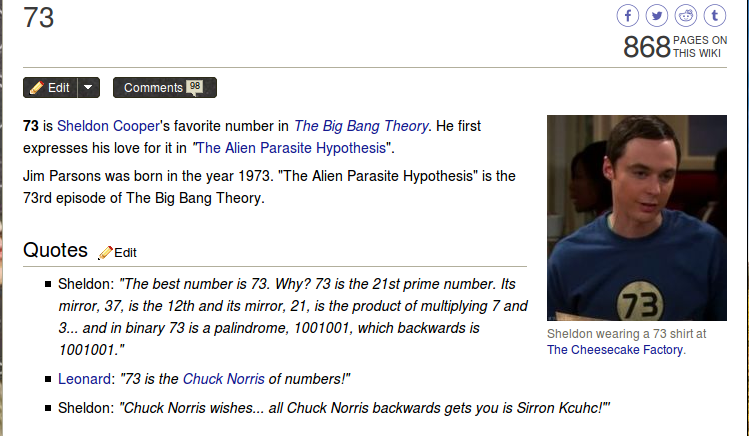 73
868 PAGES ON
THIS WIKI
Edit
Comments 98
73 is Sheldon Cooper's favorite number in The Big Bang Theory. He first
expresses his love for it in "The Alien Parasite Hypothesis".
Jim Parsons was born in the year 1973. "The Alien Parasite Hypothesis" is the
73rd episode of The Big Bang Theory.
73
Sheldon wearing a 73 shirt at
The Cheesecake Factory.
Quotes Edit
Sheldon: "The best number is 73. Why? 73 is the 21st prime number. Its
mirror, 37, is the 12th and its mirror, 21, is the product of multiplying 7 and
3... and in binary 73 is a palindrome, 1001001, which backwards is
1001001."
Leonard: "73 is the Chuck Norris of numbers!"
Sheldon: "Chuck Norris wishes... all Chuck Norris backwards gets you is Sirron Kcuhc!"'